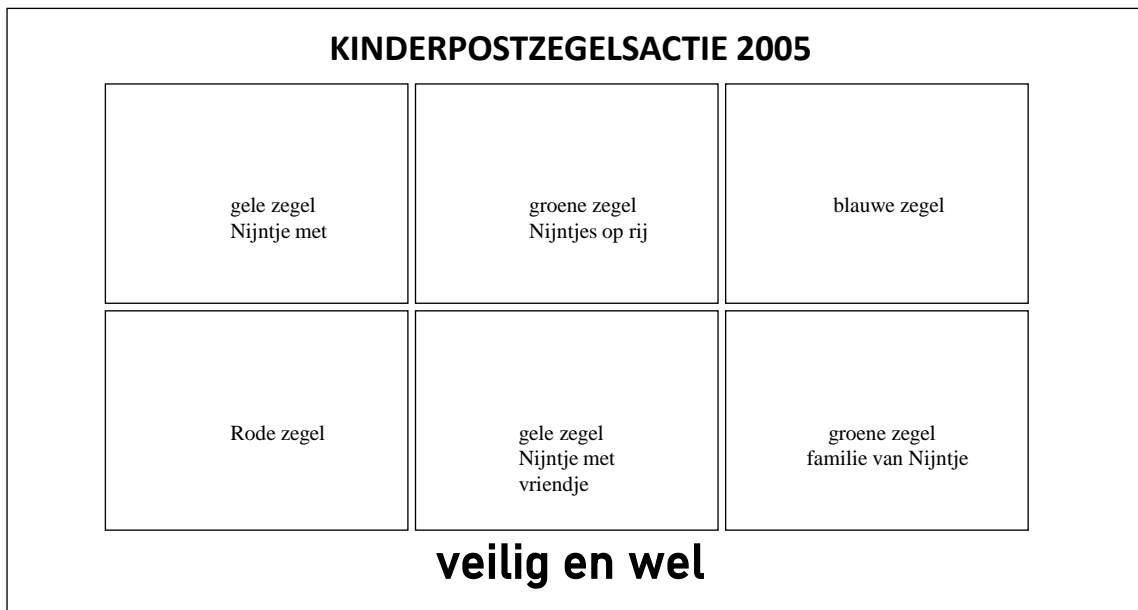 KINDERPOSTZEGELSACTIE 2005
gele zegel
Nijntje met
groene zegel
Nijntjes op rij
blauwe zegel
Rode zegel
gele zegel
Nijntje met
vriendje
groene zegel
familie van Nijntje
veilig en wel